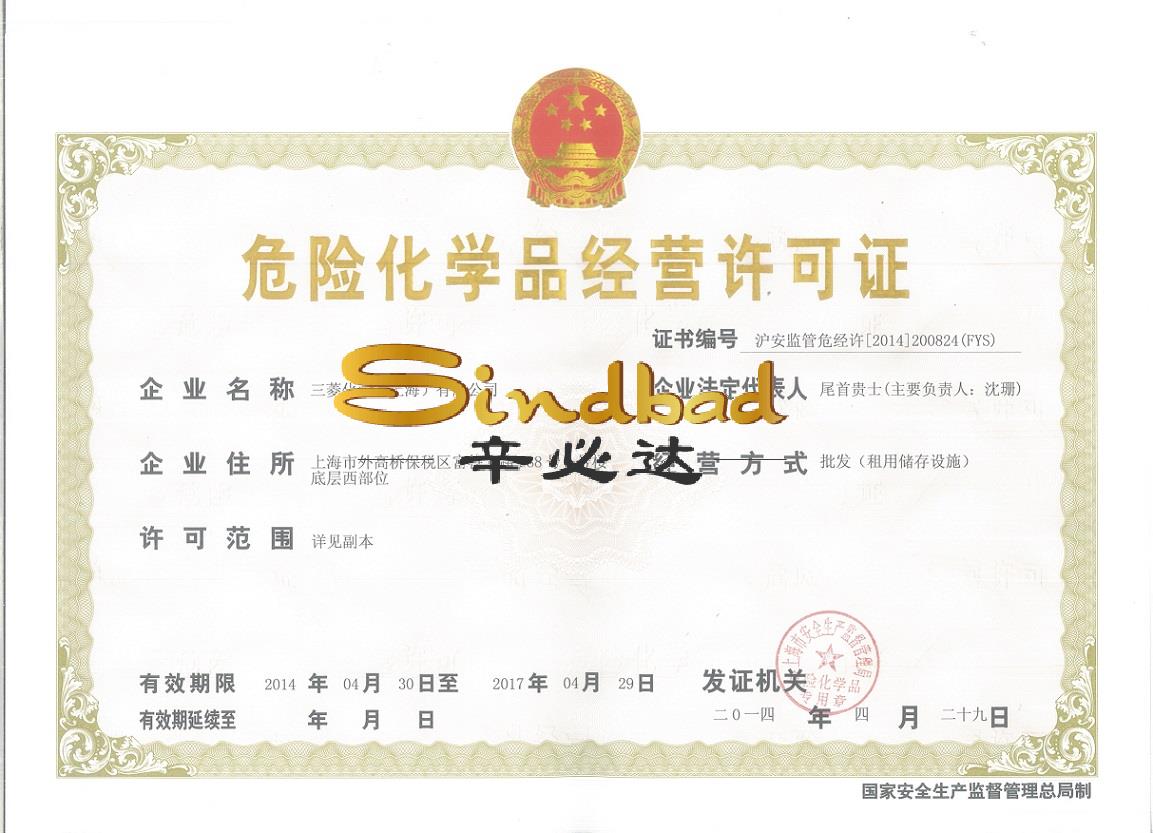 危险化学品经营许可证
证书编号 沪安监管危经许[2014]200824(FYS)
Sindbad
企业名称 三菱化 上海）有 公司 企业法定代表人 尾首贵士(主要负责人：沈珊)
辛必达
企业住所 上海市外高桥保税区富 88 楼 经营方式 批发（租用储存设施）
底层西部位
许可范围 详见副本
上海市安全生产监督管理局
危险化学品
专用章
有效期限 2014 年 04 月 30 日至 2017 年 04 月 29 日 发证机关
有效期延续至 年 月 日 二０一四 年 四 月 二十九 日
国家安全生产监督管理总局制